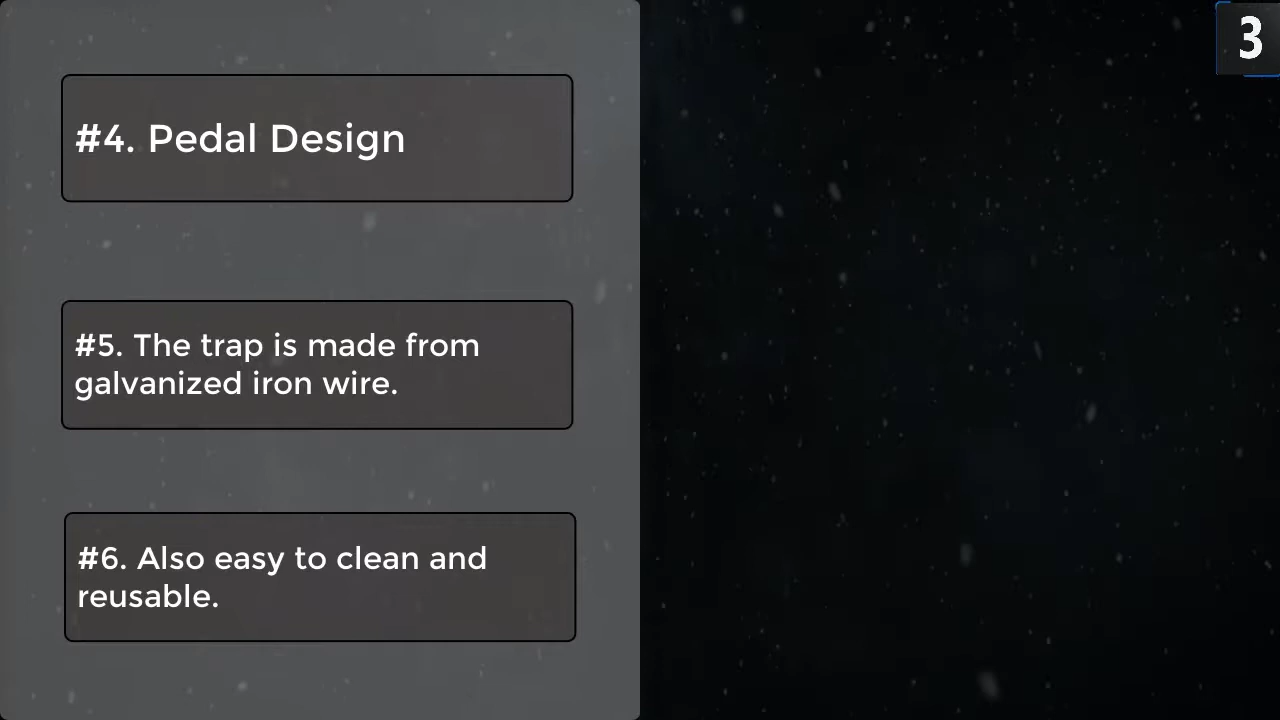 3
#4. Pedal Design
#5. The trap is made from
galvanized iron wire.
#6. Also easy to clean and
reusable.